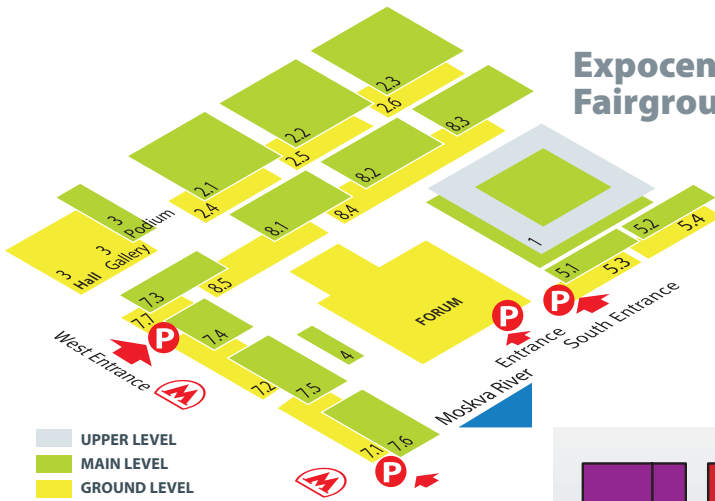 Expocen
Fairgrou
2.3
2.6
8.3
2.2
2.5
8.2
2.1
2.4
8.1
8.4
1
5.2
5.4
5.1
5.3
3
Podium
3
Gallery
3
Hall
7.3
8.5
7.7
7.4
4
FORUM
P
P
P
West Entrance
M
7.2
7.5
Entrance
South Entrance
Moskva River
7.1
7.6
P
M
UPPER LEVEL
MAIN LEVEL
GROUND LEVEL